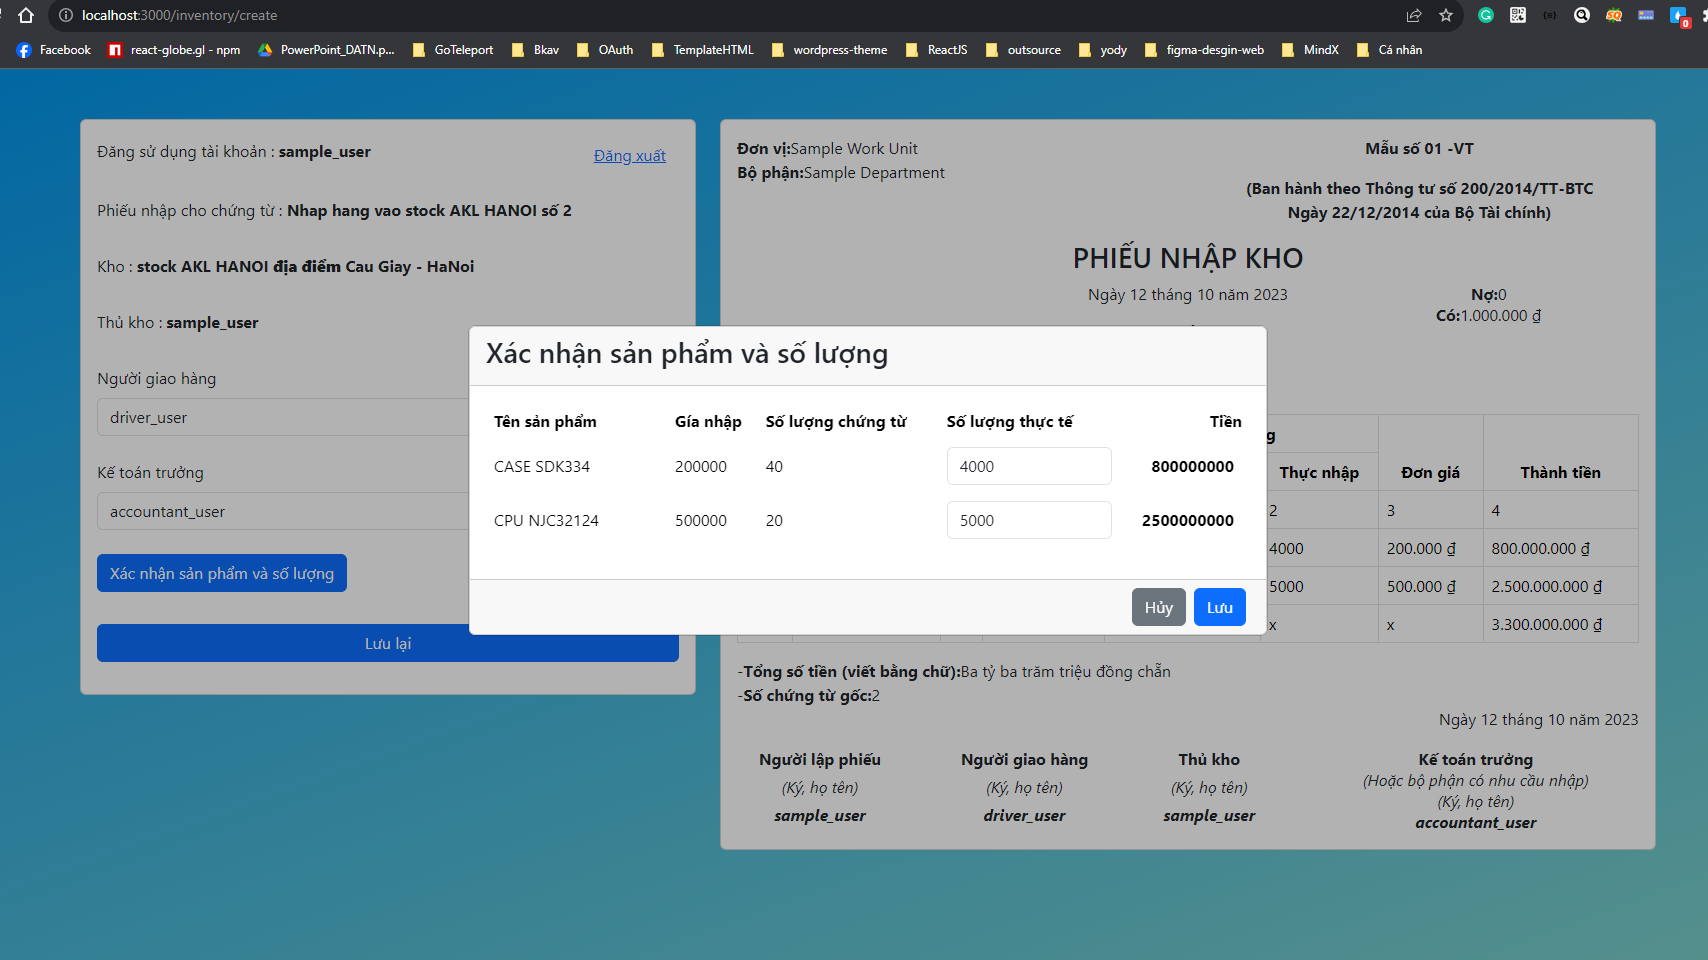 localhost:3000/inventory/create
0
Facebook
react-globe.gl - npm
PowerPoint_DATN.p...
GoTeleport
Bkav
OAuth
TemplateHTML
wordpress-theme
ReactJS
outsource
yody
figma-desgin-web
MindX
Cá nhân
Đăng sử dụng tài khoản : sample_user
Đăng xuất
Phiếu nhập cho chứng từ : Nhap hang vao stock AKL HANOI số 2
Kho : stock AKL HANOI địa điểm Cau Giay - HaNoi
Thủ kho : sample_user
Người giao hàng
driver_user
Kế toán trưởng
accountant_user
Xác nhận sản phẩm và số lượng
Lưu lại
Đơn vị:Sample Work Unit
Bộ phận:Sample Department
Mẫu số 01 -VT
(Ban hành theo Thông tư số 200/2014/TT-BTC
Ngày 22/12/2014 của Bộ Tài chính)
PHIẾU NHẬP KHO
Ngày 12 tháng 10 năm 2023
Nợ:0
Có:1.000.000 ₫
Xác nhận sản phẩm và số lượng
Tên sản phẩm Gía nhập Số lượng chứng từ Số lượng thực tế Tiền
CASE SDK334 200000 40 4000 800000000
CPU NJC32124 500000 20 5000 2500000000
Hủy
Lưu
g
Thực nhập Đơn giá Thành tiền
2 3 4
4000 200.000 ₫ 800.000.000 ₫
5000 500.000 ₫ 2.500.000.000 ₫
x x 3.300.000.000 ₫
-Tổng số tiền (viết bằng chữ):Ba tỷ ba trăm triệu đồng chẵn
-Số chứng từ gốc:2
Ngày 12 tháng 10 năm 2023
Người lập phiếu
(Ký, họ tên)
sample_user
Người giao hàng
(Ký, họ tên)
driver_user
Thủ kho
(Ký, họ tên)
sample_user
Kế toán trưởng
(Hoặc bộ phận có nhu cầu nhập)
(Ký, họ tên)
accountant_user